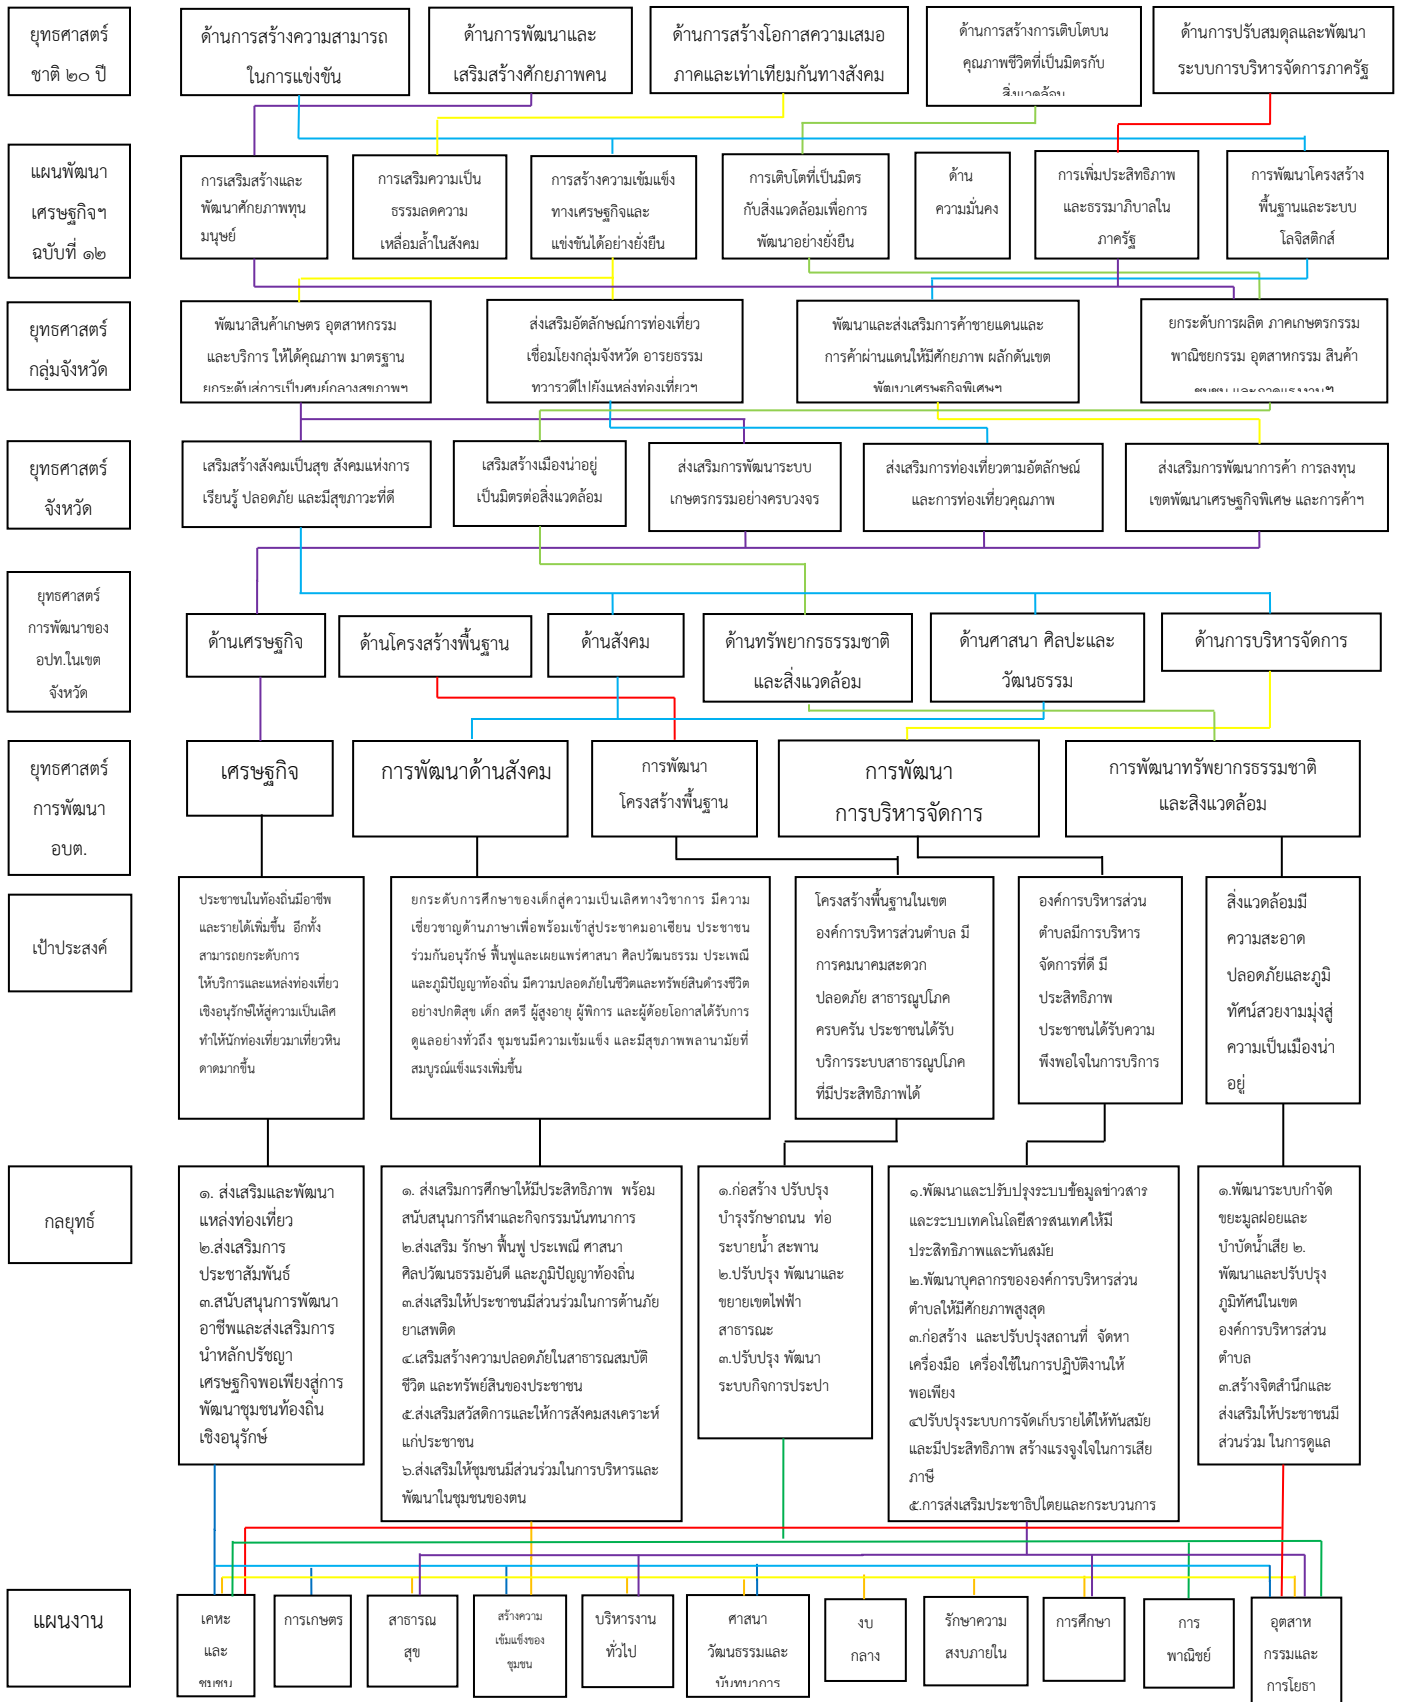 ยุทธศาสตร์
ชาติ ๒๐ ปี
ด้านการสร้างความสามารถ
ในการแข่งขัน
ด้านการพัฒนาและ
เสริมสร้างศักยภาพคน
ด้านการสร้างโอกาสความเสมอ
ภาคและเท่าเทียมกันทางสังคม
ด้านการสร้างการเติบโตบน
คุณภาพชีวิตที่เป็นมิตรกับ
สิ่งแวดล้อม
ด้านการปรับสมดุลและพัฒนา
ระบบการบริหารจัดการภาครัฐ
แผนพัฒนา
เศรษฐกิจฯ
ฉบับที่ ๑๒
การเสริมสร้างและ
พัฒนาศักยภาพทุน
มนุษย์
การเสริมความเป็น
ธรรมลดความ
เหลื่อมล้ำในสังคม
การสร้างความเข้มแข็ง
ทางเศรษฐกิจและ
แข่งขันได้อย่างยั่งยืน
การเติบโตที่เป็นมิตร
กับสิ่งแวดล้อมเพื่อการ
พัฒนาอย่างยั่งยืน
ด้าน
ความมั่นคง
การเพิ่มประสิทธิภาพ
และธรรมาภิบาลใน
ภาครัฐ
การพัฒนาโครงสร้าง
พื้นฐานและระบบ
โลจิสติกส์
ยุทธศาสตร์
กลุ่มจังหวัด
พัฒนาสินค้าเกษตร อุตสาหกรรม
และบริการ ให้ได้คุณภาพ มาตรฐาน
ยกระดับสู่การเป็นศูนย์กลางสุขภาพฯ
ส่งเสริมอัตลักษณ์การท่องเที่ยว
เชื่อมโยงกลุ่มจังหวัด อารยธรรม
ทวารวดีไปยังแหล่งท่องเที่ยวฯ
พัฒนาและส่งเสริมการค้าชายแดนและ
การค้าผ่านแดนให้มีศักยภาพ ผลักดันเขต
พัฒนาเศรษฐกิจพิเศษฯ
ยกระดับการผลิต ภาคเกษตรกรรม
พาณิชยกรรม อุตสาหกรรม สินค้า
ชุมชน และภาคแรงงานฯ
ยุทธศาสตร์
จังหวัด
เสริมสร้างสังคมเป็นสุข สังคมแห่งการ
เรียนรู้ ปลอดภัย และมีสุขภาวะที่ดี
เสริมสร้างเมืองน่าอยู่
เป็นมิตรต่อสิ่งแวดล้อม
ส่งเสริมการพัฒนาระบบ
เกษตรกรรมอย่างครบวงจร
ส่งเสริมการท่องเที่ยวตามอัตลักษณ์
และการท่องเที่ยวคุณภาพ
ส่งเสริมการพัฒนาการค้า การลงทุน
เขตพัฒนาเศรษฐกิจพิเศษ และการค้าฯ
ยุทธศาสตร์
การพัฒนาของ
อปท.ในเขต
จังหวัด
ด้านเศรษฐกิจ
ด้านโครงสร้างพื้นฐาน
ด้านสังคม
ด้านทรัพยากรธรรมชาติ
และสิ่งแวดล้อม
ด้านศาสนา ศิลปะและ
วัฒนธรรม
ด้านการบริหารจัดการ
ยุทธศาสตร์
การพัฒนา
อบต.
เศรษฐกิจ
การพัฒนาด้านสังคม
การพัฒนา
โครงสร้างพื้นฐาน
การพัฒนา
การบริหารจัดการ
การพัฒนาทรัพยากรธรรมชาติ
และสิ่งแวดล้อม
เป้าประสงค์
ประชาชนในท้องถิ่นมีอาชีพ
และรายได้เพิ่มขึ้น อีกทั้ง
สามารถยกระดับการ
ให้บริการและแหล่งท่องเที่ยว
เชิงอนุรักษ์ให้สู่ความเป็นเลิศ
ทำให้นักท่องเที่ยวมาเที่ยวหิน
ดาดมากขึ้น
ยกระดับการศึกษาของเด็กสู่ความเป็นเลิศทางวิชาการ มีความ
เชี่ยวชาญด้านภาษาเพื่อพร้อมเข้าสู่ประชาคมอาเซียน ประชาชน
ร่วมกันอนุรักษ์ ฟื้นฟูและเผยแพร่ศาสนา ศิลปวัฒนธรรม ประเพณี
และภูมิปัญญาท้องถิ่น มีความปลอดภัยในชีวิตและทรัพย์สินดำรงชีวิต
อย่างปกติสุข เด็ก สตรี ผู้สูงอายุ ผู้พิการ และผู้ด้อยโอกาสได้รับการ
ดูแลอย่างทั่วถึง ชุมชนมีความเข้มแข็ง และมีสุขภาพพลานามัยที่
สมบูรณ์แข็งแรงเพิ่มขึ้น
โครงสร้างพื้นฐานในเขต
องค์การบริหารส่วนตำบล มี
การคมนาคมสะดวก
ปลอดภัย สาธารณูปโภค
ครบครัน ประชาชนได้รับ
บริการระบบสาธารณูปโภค
ที่มีประสิทธิภาพได้
องค์การบริหารส่วน
ตำบลมีการบริหาร
จัดการที่ดี มี
ประสิทธิภาพ
ประชาชนได้รับความ
พึงพอใจในการบริการ
สิ่งแวดล้อมมี
ความสะอาด
ปลอดภัยและภูมิ
ทัศน์สวยงามมุ่งสู่
ความเป็นเมืองน่า
อยู่
กลยุทธ์
๑. ส่งเสริมและพัฒนา
แหล่งท่องเที่ยว
๒.ส่งเสริมการ
ประชาสัมพันธ์
๓.สนับสนุนการพัฒนา
อาชีพและส่งเสริมการ
นำหลักปรัชญา
เศรษฐกิจพอเพียงสู่การ
พัฒนาชุมชนท้องถิ่น
เชิงอนุรักษ์
๑. ส่งเสริมการศึกษาให้มีประสิทธิภาพ พร้อม
สนับสนุนการกีฬาและกิจกรรมนันทนาการ
๒.ส่งเสริม รักษา ฟื้นฟู ประเพณี ศาสนา
ศิลปวัฒนธรรมอันดี และภูมิปัญญาท้องถิ่น
๓.ส่งเสริมให้ประชาชนมีส่วนร่วมในการต้านภัย
ยาเสพติด
๔.เสริมสร้างความปลอดภัยในสาธารณสมบัติ
ชีวิต และทรัพย์สินของประชาชน
๕.ส่งเสริมสวัสดิการและให้การสังคมสงเคราะห์
แก่ประชาชน
๖.ส่งเสริมให้ชุมชนมีส่วนร่วมในการบริหารและ
พัฒนาในชุมชนของตน
๑.ก่อสร้าง ปรับปรุง
บำรุงรักษาถนน ท่อ
ระบายน้ำ สะพาน
๒.ปรับปรุง พัฒนาและ
ขยายเขตไฟฟ้า
สาธารณะ
๓.ปรับปรุง พัฒนา
ระบบกิจการประปา
๑.พัฒนาและปรับปรุงระบบข้อมูลข่าวสาร
และระบบเทคโนโลยีสารสนเทศให้มี
ประสิทธิภาพและทันสมัย
๒.พัฒนาบุคลากรขององค์การบริหารส่วน
ตำบลให้มีศักยภาพสูงสุด
๓.ก่อสร้าง และปรับปรุงสถานที่ จัดหา
เครื่องมือ เครื่องใช้ในการปฏิบัติงานให้
พอเพียง
๔ปรับปรุงระบบการจัดเก็บรายได้ให้ทันสมัย
และมีประสิทธิภาพ สร้างแรงจูงใจในการเสีย
ภาษี
๕.การส่งเสริมประชาธิปไตยและกระบวนการ
๑.พัฒนาระบบกำจัด
ขยะมูลฝอยและ
บำบัดน้ำเสีย ๒.
พัฒนาและปรับปรุง
ภูมิทัศน์ในเขต
องค์การบริหารส่วน
ตำบล
๓.สร้างจิตสำนึกและ
ส่งเสริมให้ประชาชนมี
ส่วนร่วม ในการดูแล
แผนงาน
เคหะ
และ
ชุมชน
การเกษตร
สาธารณ
สุข
สร้างความ
เข้มแข็งของ
ชุมชน
บริหารงาน
ทั่วไป
ศาสนา
วัฒนธรรมและ
นันทนาการ
งบ
กลาง
รักษาความ
สงบภายใน
การศึกษา
การ
พาณิชย์
อุตสาห
กรรมและ
การโยธา